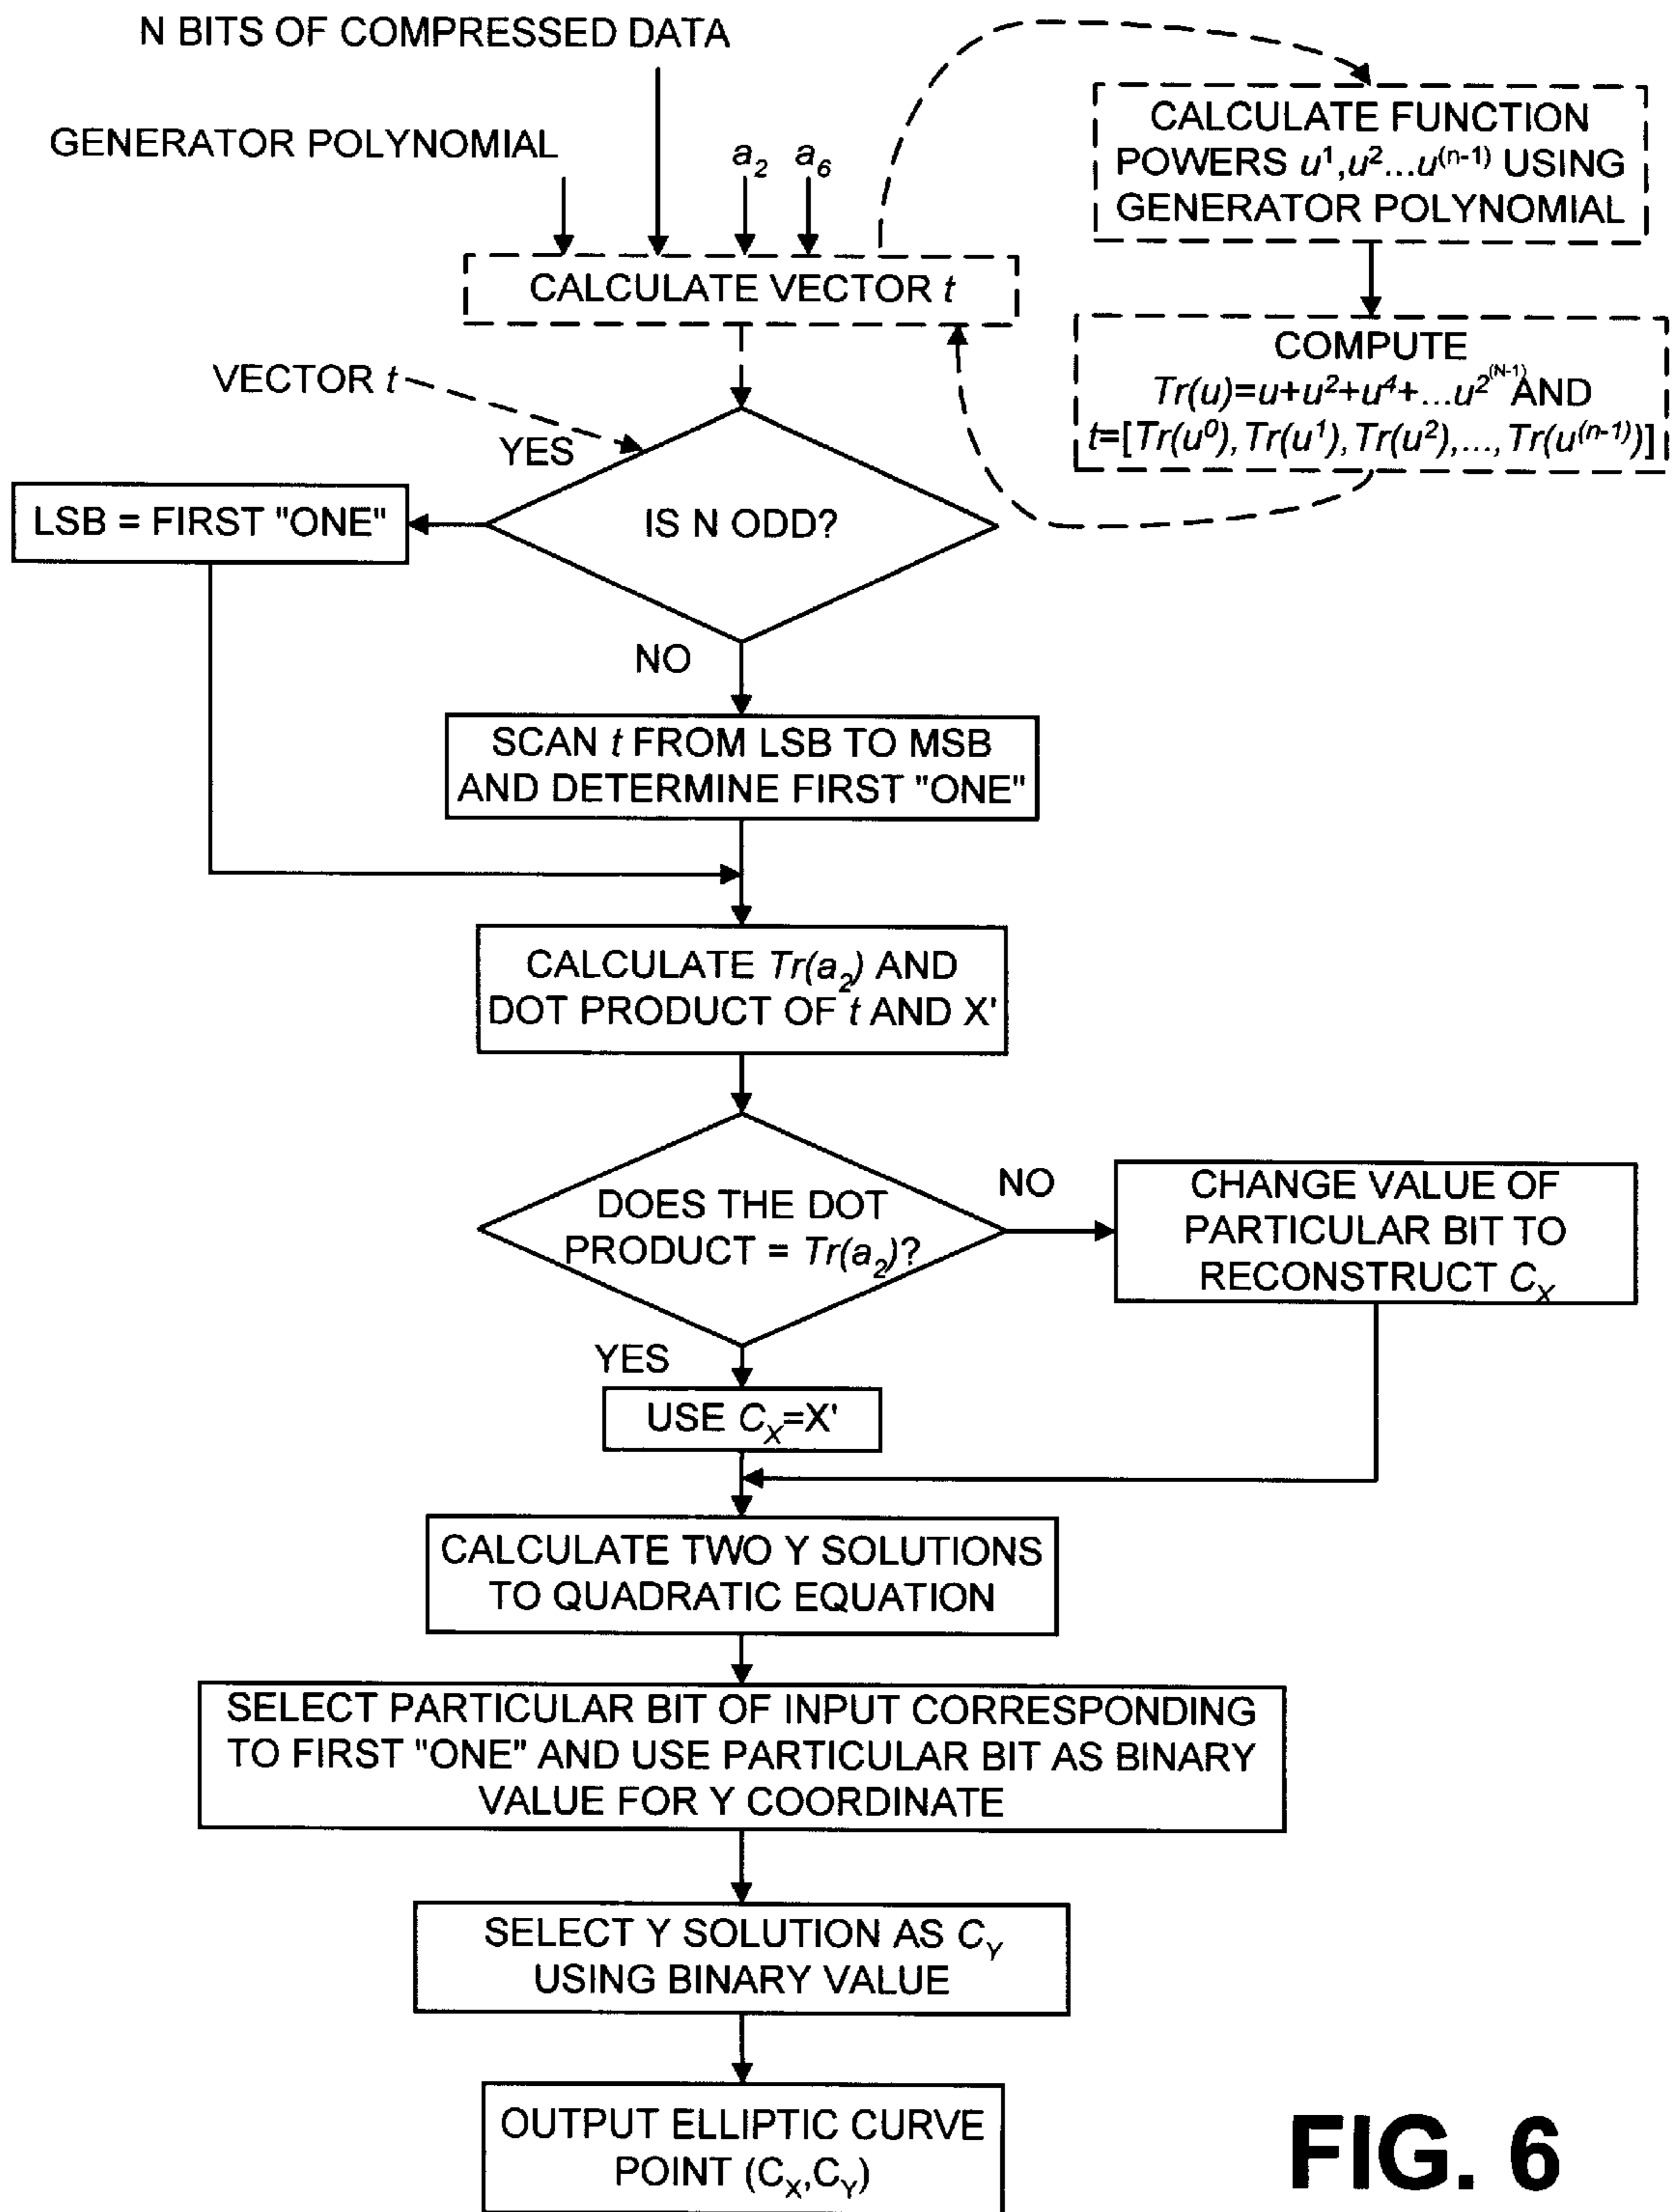 N BITS OF COMPRESSED DATA
GENERATOR POLYNOMIAL
a₂ a₆
CALCULATE FUNCTION
POWERS u¹,u²...u⁽ⁿ⁻¹⁾ USING
GENERATOR POLYNOMIAL
CALCULATE VECTOR t
COMPUTE
Tr(u)=u+u²+u⁴+...u2^(N-1) AND
t=[Tr(u⁰),Tr(u¹),Tr(u²),...,Tr(u⁽ⁿ⁻¹⁾)]
VECTOR t
YES
LSB = FIRST "ONE"
IS N ODD?
NO
SCAN t FROM LSB TO MSB
AND DETERMINE FIRST "ONE"
CALCULATE Tr(a₂) AND
DOT PRODUCT OF t AND X'
DOES THE DOT
PRODUCT = Tr(a₂)?
NO
CHANGE VALUE OF
PARTICULAR BIT TO
RECONSTRUCT C_X
YES
USE C_X=X'
CALCULATE TWO Y SOLUTIONS
TO QUADRATIC EQUATION
SELECT PARTICULAR BIT OF INPUT CORRESPONDING
TO FIRST "ONE" AND USE PARTICULAR BIT AS BINARY
VALUE FOR Y COORDINATE
SELECT Y SOLUTION AS C_Y
USING BINARY VALUE
OUTPUT ELLIPTIC CURVE
POINT (C_X,C_Y)
FIG. 6